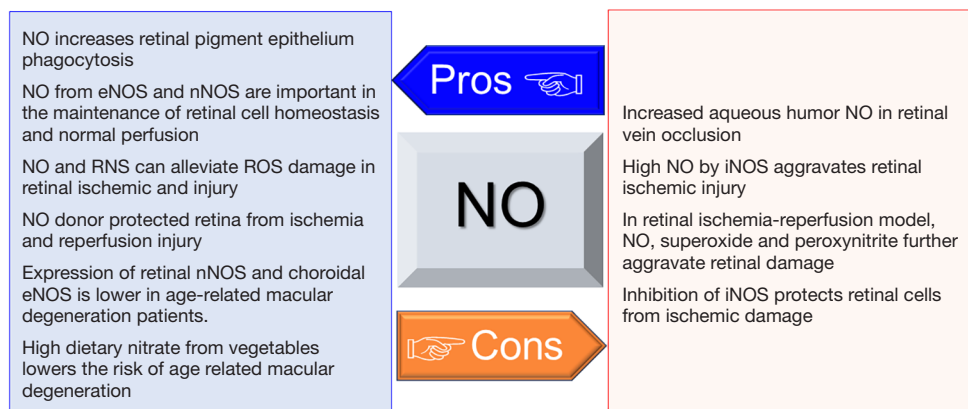 NO increases retinal pigment epithelium
phagocytosis
NO from eNOS and nNOS are important in
the maintenance of retinal cell homeostasis
and normal perfusion
NO and RNS can alleviate ROS damage in
retinal ischemic and injury
NO donor protected retina from ischemia
and reperfusion injury
Expression of retinal nNOS and choroidal
eNOS is lower in age-related macular
degeneration patients.
High dietary nitrate from vegetables
lowers the risk of age related macular
degeneration
Pros
NO
Cons
Increased aqueous humor NO in retinal
vein occlusion
High NO by iNOS aggravates retinal
ischemic injury
In retinal ischemia-reperfusion model,
NO, superoxide and peroxynitrite further
aggravate retinal damage
Inhibition of iNOS protects retinal cells
from ischemic damage